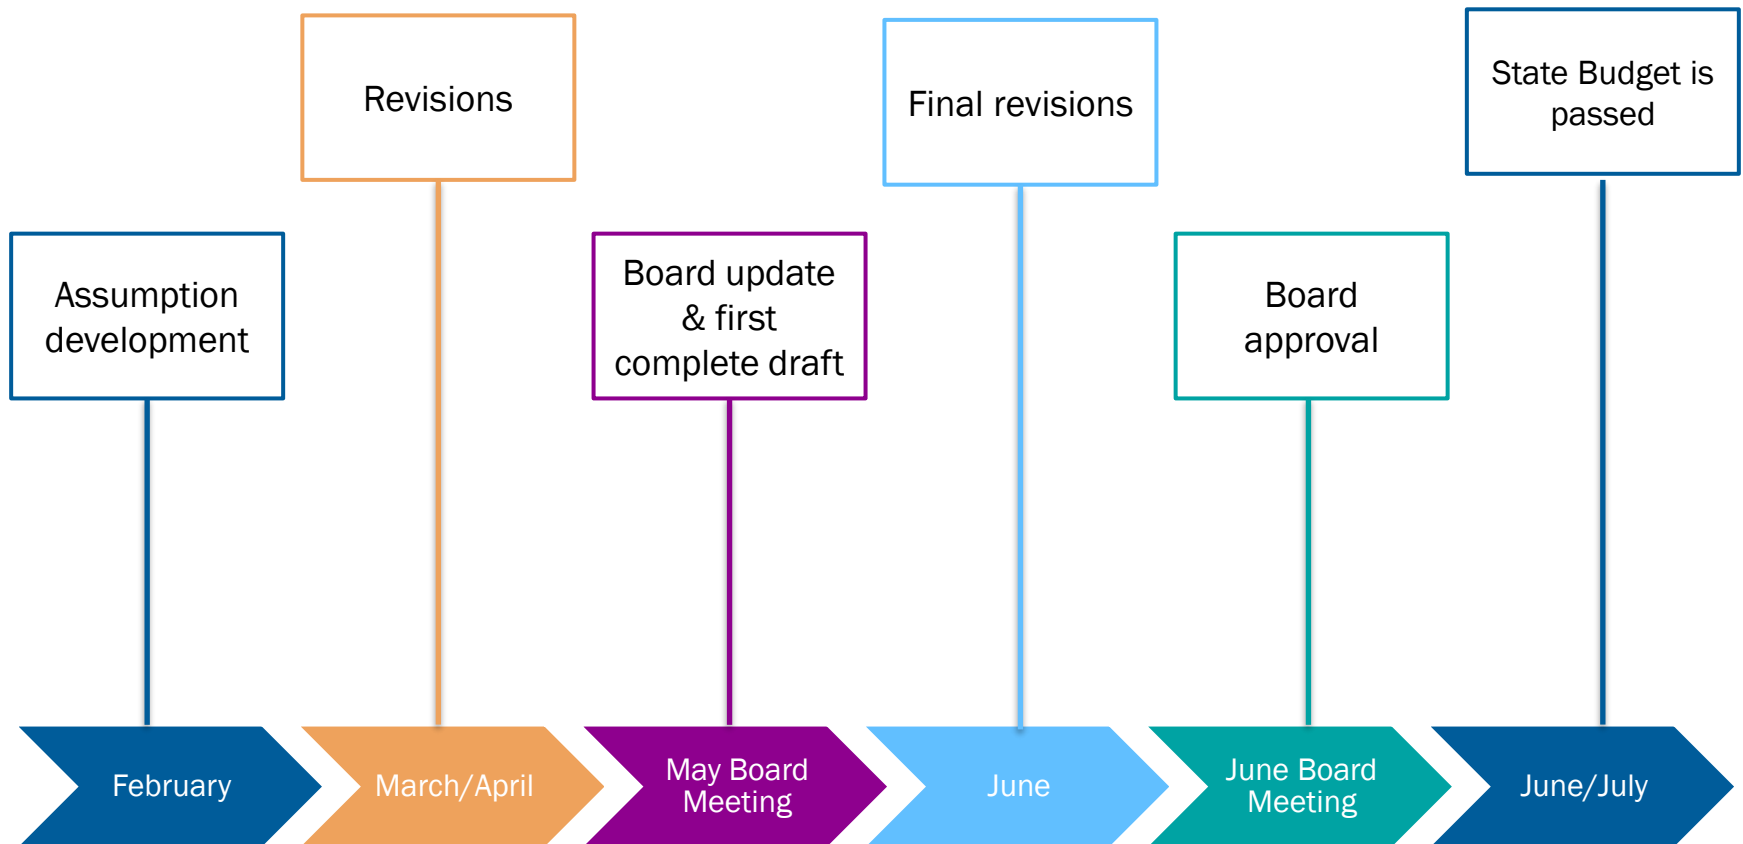 Revisions
Final revisions
State Budget is
passed
Assumption
development
Board update
& first
complete draft
Board
approval
February
March/April
May Board
Meeting
June
June Board
Meeting
June/July